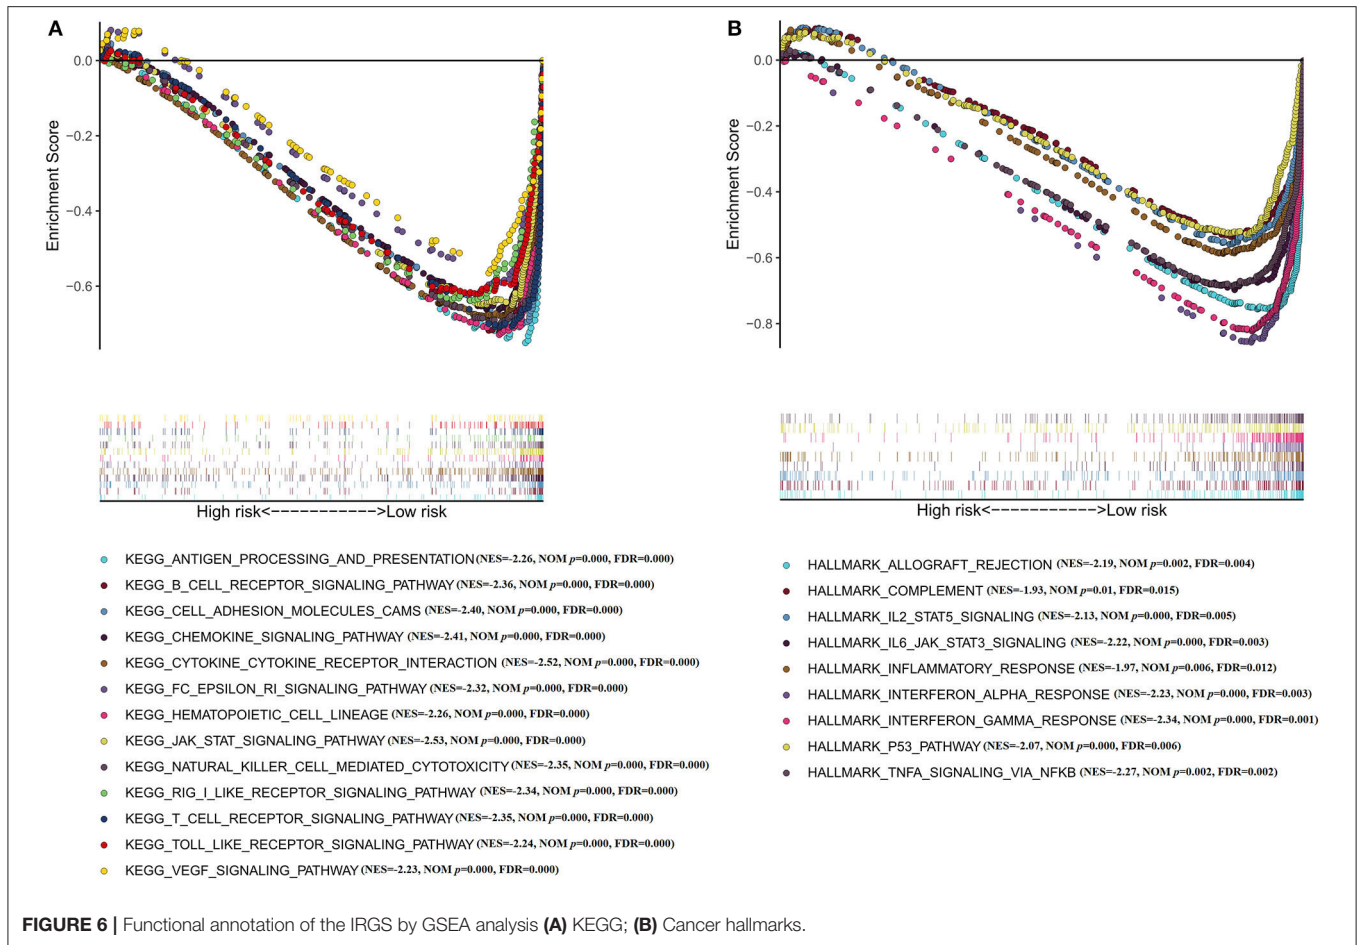 A
0.0
−0.2
−0.4
−0.6
Enrichment Score
High risk<----------->Low risk
KEGG_ANTIGEN_PROCESSING_AND_PRESENTATION(NES=-2.26, NOM p=0.000, FDR=0.000)
KEGG_B_CELL_RECEPTOR_SIGNALING_PATHWAY(NES=-2.36, NOM p=0.000, FDR=0.000)
KEGG_CELL_ADHESION_MOLECULES_CAMS (NES=-2.40, NOM p=0.000, FDR=0.000)
KEGG_CHEMOKINE_SIGNALING_PATHWAY (NES=-2.41, NOM p=0.000, FDR=0.000)
KEGG_CYTOKINE_CYTOKINE_RECEPTOR_INTERACTION (NES=-2.52, NOM p=0.000, FDR=0.000)
KEGG_FC_EPSILON_RI_SIGNALING_PATHWAY(NES=-2.32, NOM p=0.000, FDR=0.000)
KEGG_HEMATOPOIETIC_CELL_LINEAGE (NES=-2.26, NOM p=0.000, FDR=0.000)
KEGG_JAK_STAT_SIGNALING_PATHWAY(NES=-2.53, NOM p=0.000, FDR=0.000)
KEGG_NATURAL_KILLER_CELL_MEDIATED_CYTOTOXICITY (NES=-2.35, NOM p=0.000, FDR=0.000)
KEGG_RIG_I_LIKE_RECEPTOR_SIGNALING_PATHWAY (NES=-2.34, NOM p=0.000, FDR=0.000)
KEGG_T_CELL_RECEPTOR_SIGNALING_PATHWAY(NES=-2.35, NOM p=0.000, FDR=0.000)
KEGG_TOLL_LIKE_RECEPTOR_SIGNALING_PATHWAY (NES=-2.24, NOM p=0.000, FDR=0.000)
KEGG_VEGF_SIGNALING_PATHWAY(NES=-2.23, NOM p=0.000, FDR=0.000)
B
0.0
−0.2
−0.4
−0.6
−0.8
Enrichment Score
High risk<----------->Low risk
HALLMARK_ALLOGRAFT_REJECTION (NES=-2.19, NOM p=0.002, FDR=0.004)
HALLMARK_COMPLEMENT (NES=-1.93, NOM p=0.01, FDR=0.015)
HALLMARK_IL2_STAT5_SIGNALING (NES=-2.13, NOM p=0.000, FDR=0.005)
HALLMARK_IL6_JAK_STAT3_SIGNALING (NES=-2.22, NOM p=0.000, FDR=0.003)
HALLMARK_INFLAMMATORY_RESPONSE (NES=-1.97, NOM p=0.006, FDR=0.012)
HALLMARK_INTERFERON_ALPHA_RESPONSE (NES=-2.23, NOM p=0.000, FDR=0.003)
HALLMARK_INTERFERON_GAMMA_RESPONSE (NES=-2.34, NOM p=0.000, FDR=0.001)
HALLMARK_P53_PATHWAY(NES=-2.07, NOM p=0.000, FDR=0.006)
HALLMARK_TNFA_SIGNALING_VIA_NFKB (NES=-2.27, NOM p=0.002, FDR=0.002)
FIGURE 6 | Functional annotation of the IRGS by GSEA analysis (A) KEGG; (B) Cancer hallmarks.